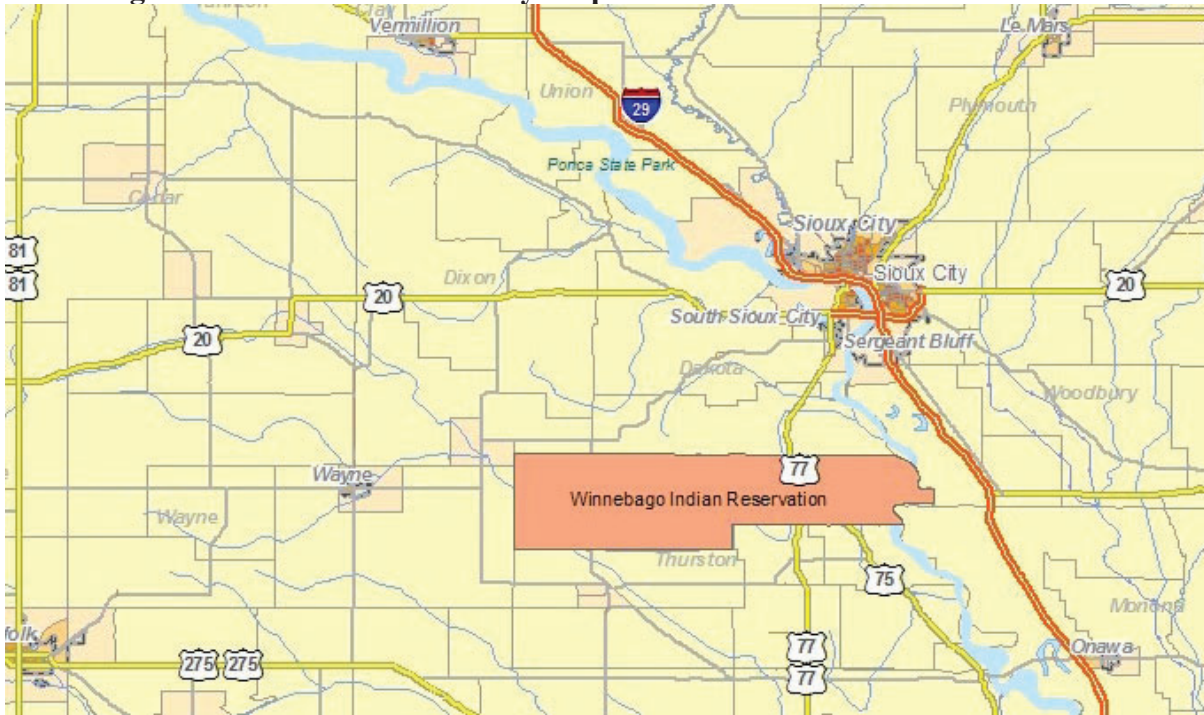 Vermillion
Le Mars
Union
29
Plymouth
Ponca State Park
Cedar
Sioux City
81
81
Dixon
Sioux City
20
20
20
South Sioux City
Sergeant Bluff
Dakota
Woodbury
77
Wayne
Winnebago Indian Reservation
Wayne
Thurston
75
Monona
folk
275
275
77
77
Onawa